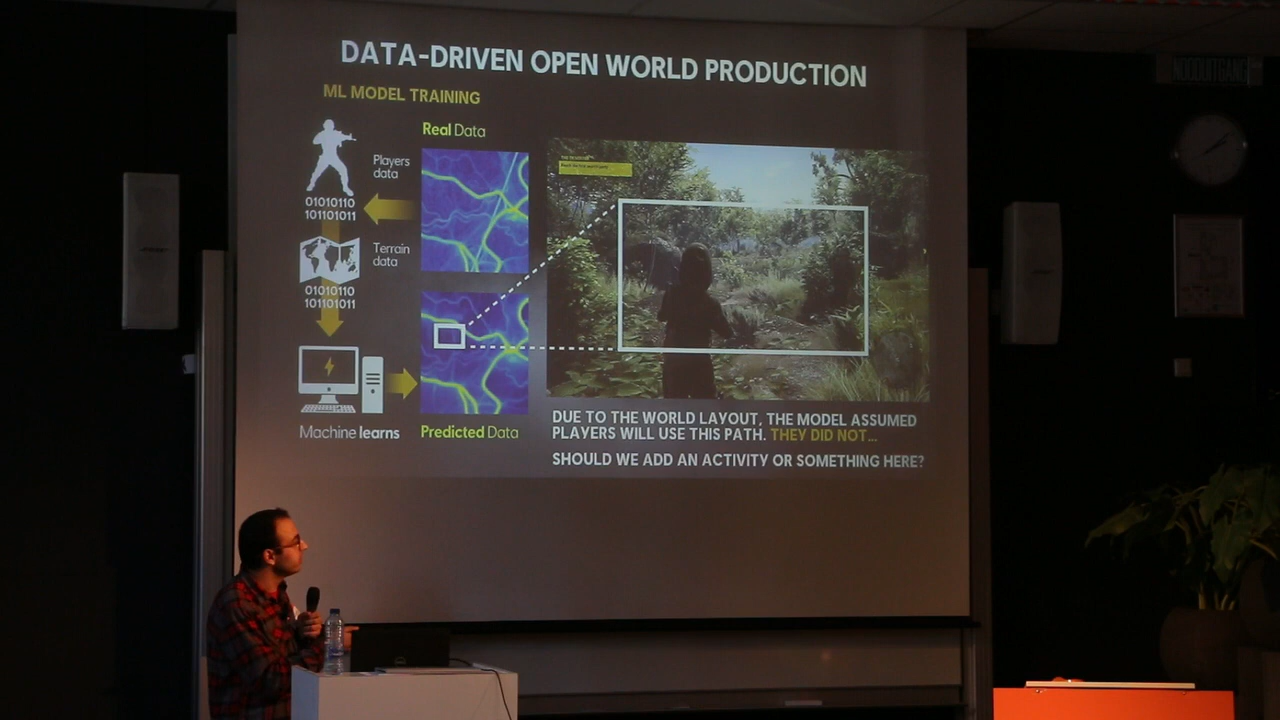 DATA-DRIVEN OPEN WORLD PRODUCTION
ML MODEL TRAINING
Real Data
Players
data
01010110
101101011
Terrain
data
01010110
101101011
Machine learns
Predicted Data
DUE TO THE WORLD LAYOUT, THE MODEL ASSUMED
PLAYERS WILL USE THIS PATH. THEY DID NOT...
SHOULD WE ADD AN ACTIVITY OR SOMETHING HERE?
NOODUITGANG